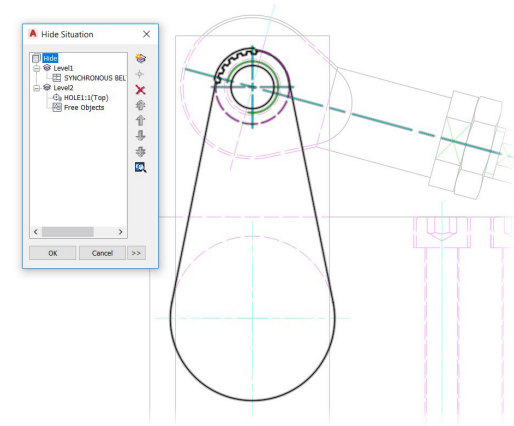 Hide Situation
Hide
Level1
SYNCHRONOUS BEL
Level2
HOLE1:1(Top)
Free Objects
OK Cancel >>